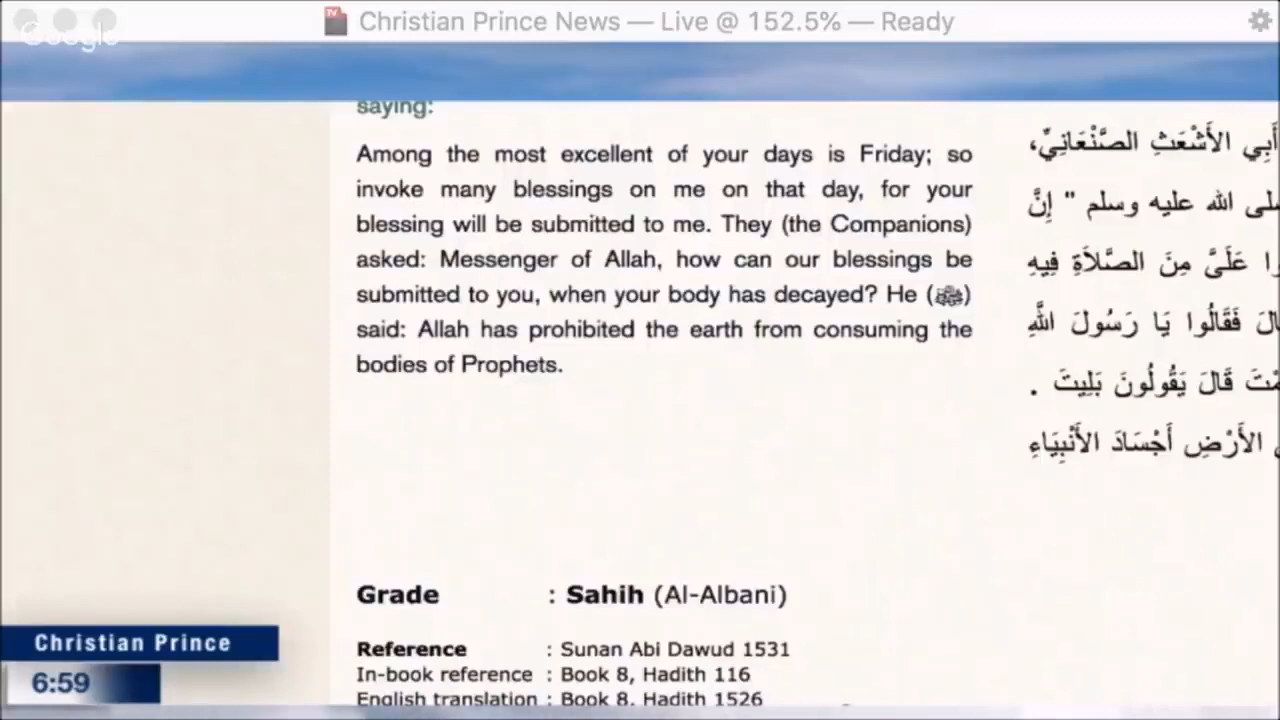 Christian Prince News — Live @ 152.5% — Ready
Google
saying:
Among the most excellent of your days is Friday; so
invoke many blessings on me on that day, for your
blessing will be submitted to me. They (the Companions)
asked: Messenger of Allah, how can our blessings be
submitted to you, when your body has decayed? He (ﷺ)
said: Allah has prohibited the earth from consuming the
bodies of Prophets.
أَبِي الأَشْعَثِ الصَّنْعَانِيِّ،
الله عليه وسلم " إِنَّ
عَلَىَّ مِنَ الصَّلاَةِ فِيهِ
فَقَالُوا يَا رَسُولَ اللَّهِ
قَالَ يَقُولُونَ بَلِيتَ .
الأَرْضِ أَجْسَادَ الأَنْبِيَاءِ
Grade : Sahih (Al-Albani)
Reference : Sunan Abi Dawud 1531
In-book reference : Book 8, Hadith 116
English translation : Book 8, Hadith 1526
Christian Prince
6:59